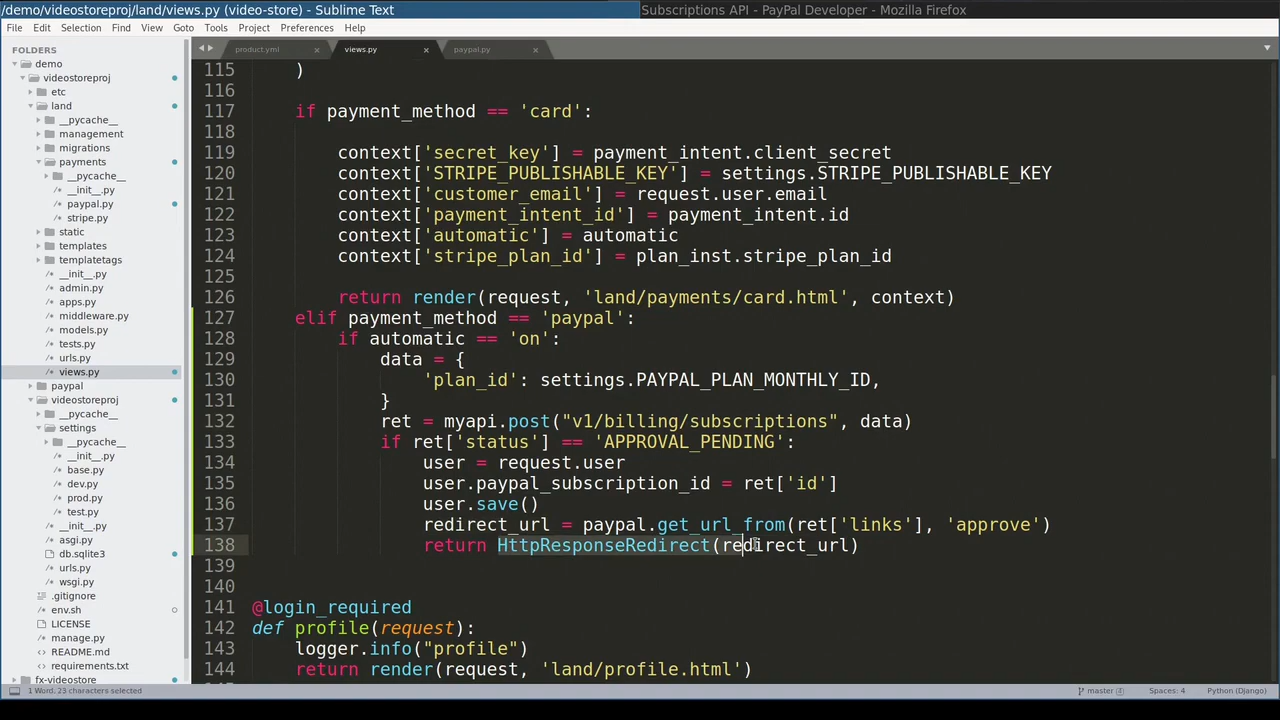 /demo/videostoreproj/land/views.py (video-store) - Sublime Text
Subscriptions API - PayPal Developer - Mozilla Firefox
File Edit Selection Find View Goto Tools Project Preferences Help
FOLDERS
demo
videostoreproj
etc
land
__pycache__
management
migrations
payments
__pycache__
__init__.py
paypal.py
stripe.py
static
templates
templatetags
__init__.py
admin.py
apps.py
middleware.py
models.py
tests.py
urls.py
views.py
paypal
videostoreproj
__pycache__
settings
__pycache__
__init__.py
base.py
dev.py
prod.py
test.py
__init__.py
asgi.py
db.sqlite3
urls.py
wsgi.py
.gitignore
env.sh
LICENSE
manage.py
README.md
requirements.txt
fx-videostore
product.yml × views.py × paypal.py ×
115 )
116
117 if payment_method == 'card':
118
119 context['secret_key'] = payment_intent.client_secret
120 context['STRIPE_PUBLISHABLE_KEY'] = settings.STRIPE_PUBLISHABLE_KEY
121 context['customer_email'] = request.user.email
122 context['payment_intent_id'] = payment_intent.id
123 context['automatic'] = automatic
124 context['stripe_plan_id'] = plan_inst.stripe_plan_id
125
126 return render(request, 'land/payments/card.html', context)
127 elif payment_method == 'paypal':
128 if automatic == 'on':
129 data = {
130 'plan_id': settings.PAYPAL_PLAN_MONTHLY_ID,
131 }
132 ret = myapi.post("v1/billing/subscriptions", data)
133 if ret['status'] == 'APPROVAL_PENDING':
134 user = request.user
135 user.paypal_subscription_id = ret['id']
136 user.save()
137 redirect_url = paypal.get_url_from(ret['links'], 'approve')
138 return HttpResponseRedirect(redirect_url)
139
140
141 @login_required
142 def profile(request):
143 logger.info("profile")
144 return render(request, 'land/profile.html')
1 Word, 23 characters selected
master 4 Spaces: 4 Python (Django)